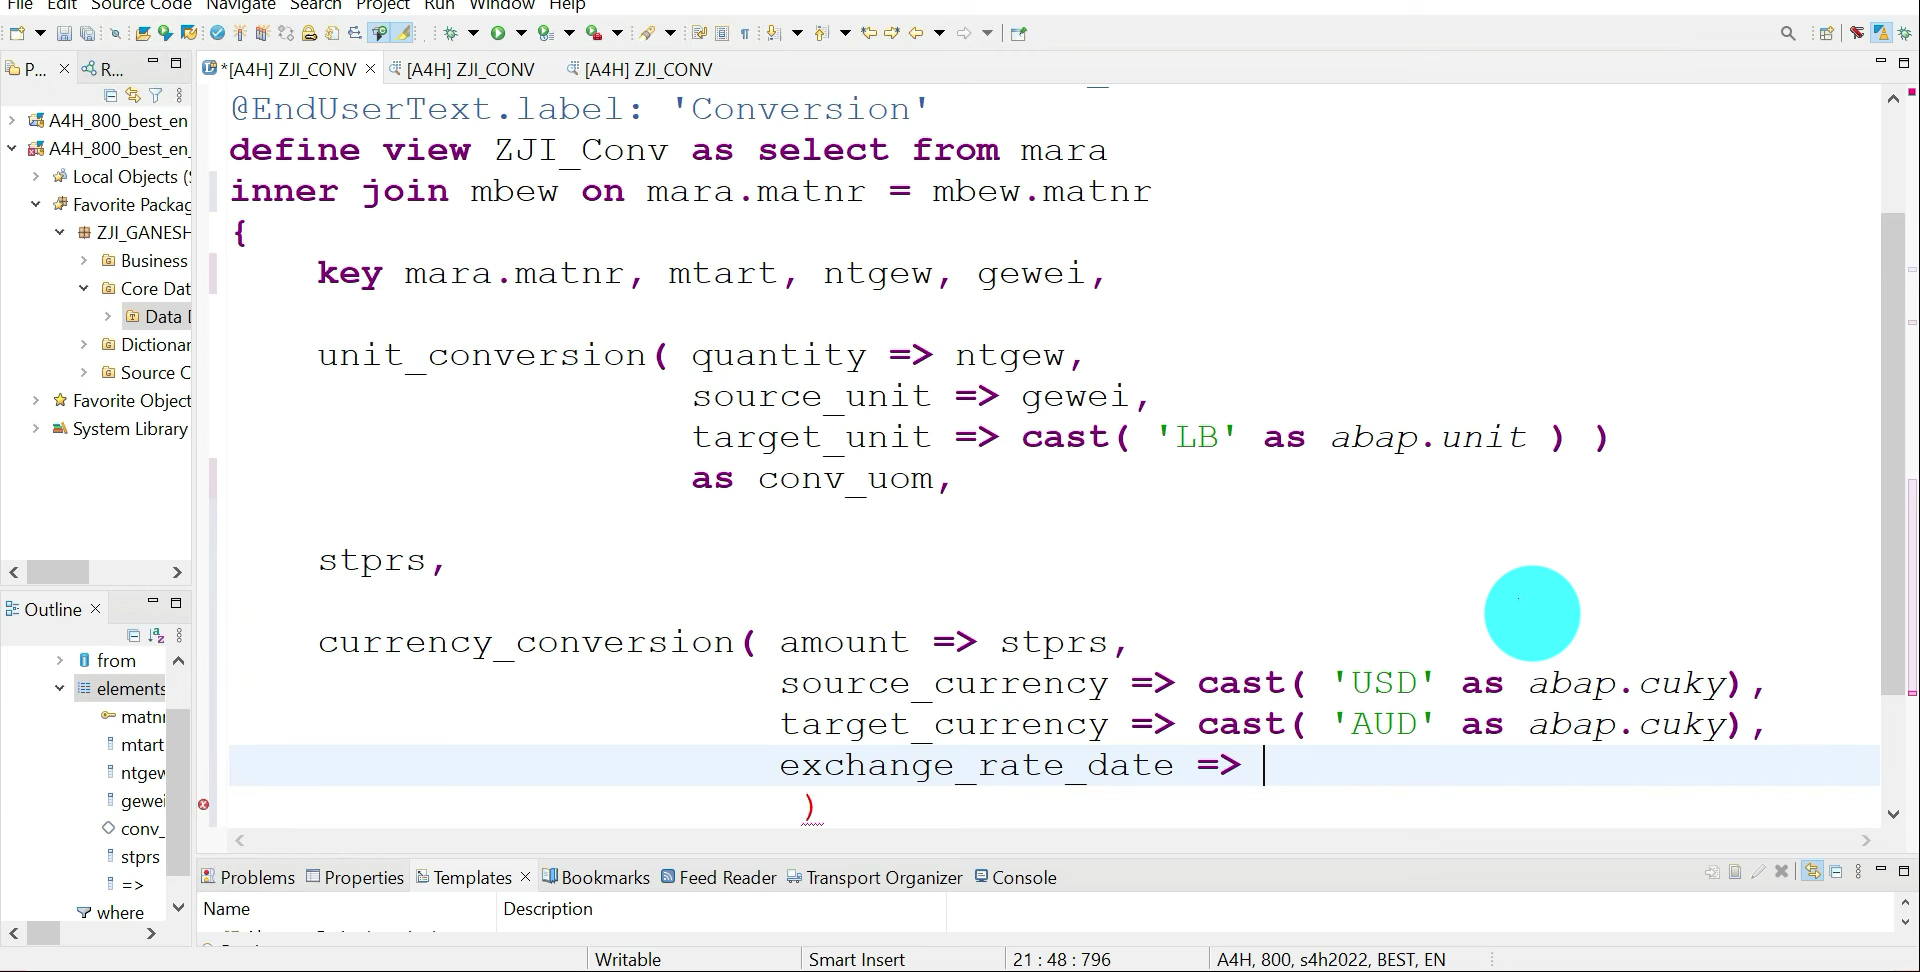 File Edit Source Code Navigate Search Project Run Window Help
P... R...
*[A4H] ZJI_CONV [A4H] ZJI_CONV [A4H] ZJI_CONV
A4H_800_best_en
A4H_800_best_en_
Local Objects (
Favorite Packag
ZJI_GANESH
Business
Core Dat
Data D
Dictionar
Source C
Favorite Object
System Library
@EndUserText.label: 'Conversion'
define view ZJI_Conv as select from mara
inner join mbew on mara.matnr = mbew.matnr
{
key mara.matnr, mtart, ntgew, gewei,
unit_conversion( quantity => ntgew,
source_unit => gewei,
target_unit => cast( 'LB' as abap.unit ) )
as conv_uom,
stprs,
currency_conversion( amount => stprs,
source_currency => cast( 'USD' as abap.cuky),
target_currency => cast( 'AUD' as abap.cuky),
exchange_rate_date =>
)
Outline
from
elements
matnr
mtart
ntgew
gewei
conv_
stprs
=>
where
Problems Properties Templates Bookmarks Feed Reader Transport Organizer Console
Name Description
Writable Smart Insert 21 : 48 : 796 A4H, 800, s4h2022, BEST, EN